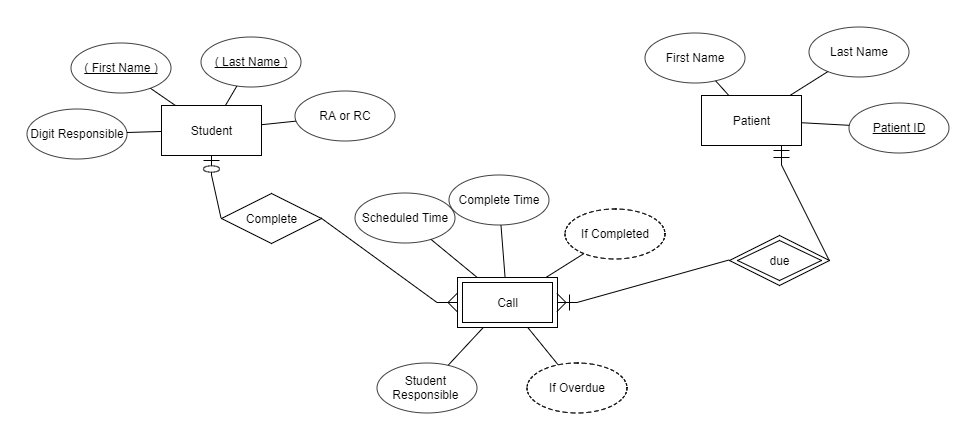 ( First Name )
( Last Name )
RA or RC
Digit Responsible
Student
First Name
Last Name
Patient
Patient ID
Complete
Scheduled Time
Complete Time
If Completed
due
Call
Student
Responsible
If Overdue